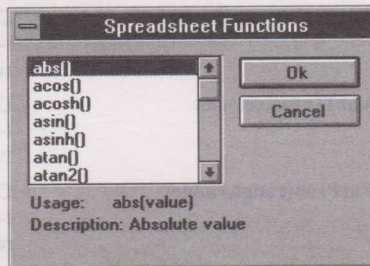 Spreadsheet Functions
abs()
acos()
acosh()
asin()
asinh()
atan()
atan2()
Ok
Cancel
Usage: abs(value)
Description: Absolute value